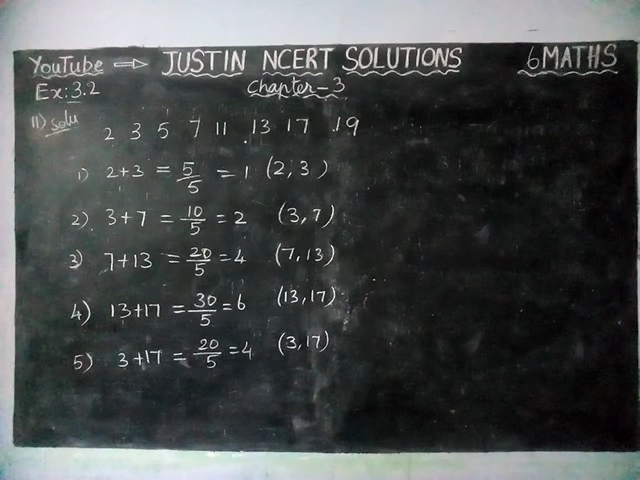 YouTube ⇒ JUSTIN NCERT SOLUTIONS 6 MATHS
Ex: 3.2 Chapter-3
11) Solu 2 3 5 7 11 .13 17 .19
1) 2+3 = 5/5 = 1 (2, 3)
2) 3+7 = 10/5 = 2 (3, 7)
3) 7+13 = 20/5 = 4 (7, 13)
4) 13+17 = 30/5 = 6 (13, 17)
5) 3+17 = 20/5 = 4 (3, 17)